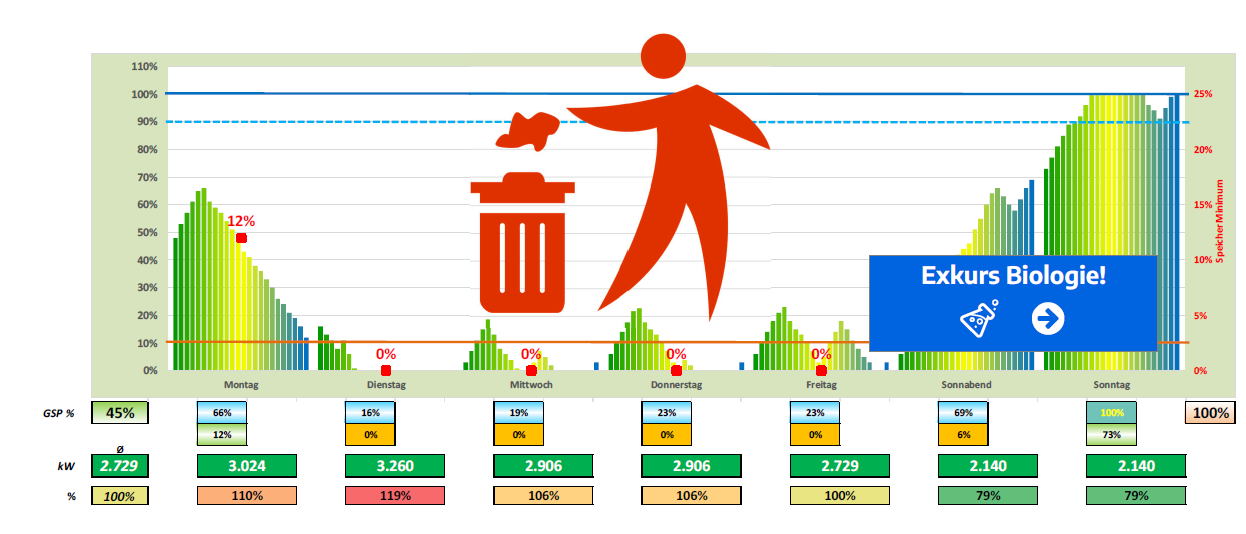 110%
100%
90%
80%
70%
60%
50%
40%
30%
20%
10%
0%
25%
20%
15%
10%
5%
0%
Speicher Minimum
12%
0%
0%
0%
0%
Exkurs Biologie!
Montag Dienstag Mittwoch Donnerstag Freitag Sonnabend Sonntag
GSP % 45% 66% 16% 19% 23% 23% 69% 100% 100%
12% 0% 0% 0% 0% 6% 73%
Ø
kW 2.729 3.024 3.260 2.906 2.906 2.729 2.140 2.140
% 100% 110% 119% 106% 106% 100% 79% 79%